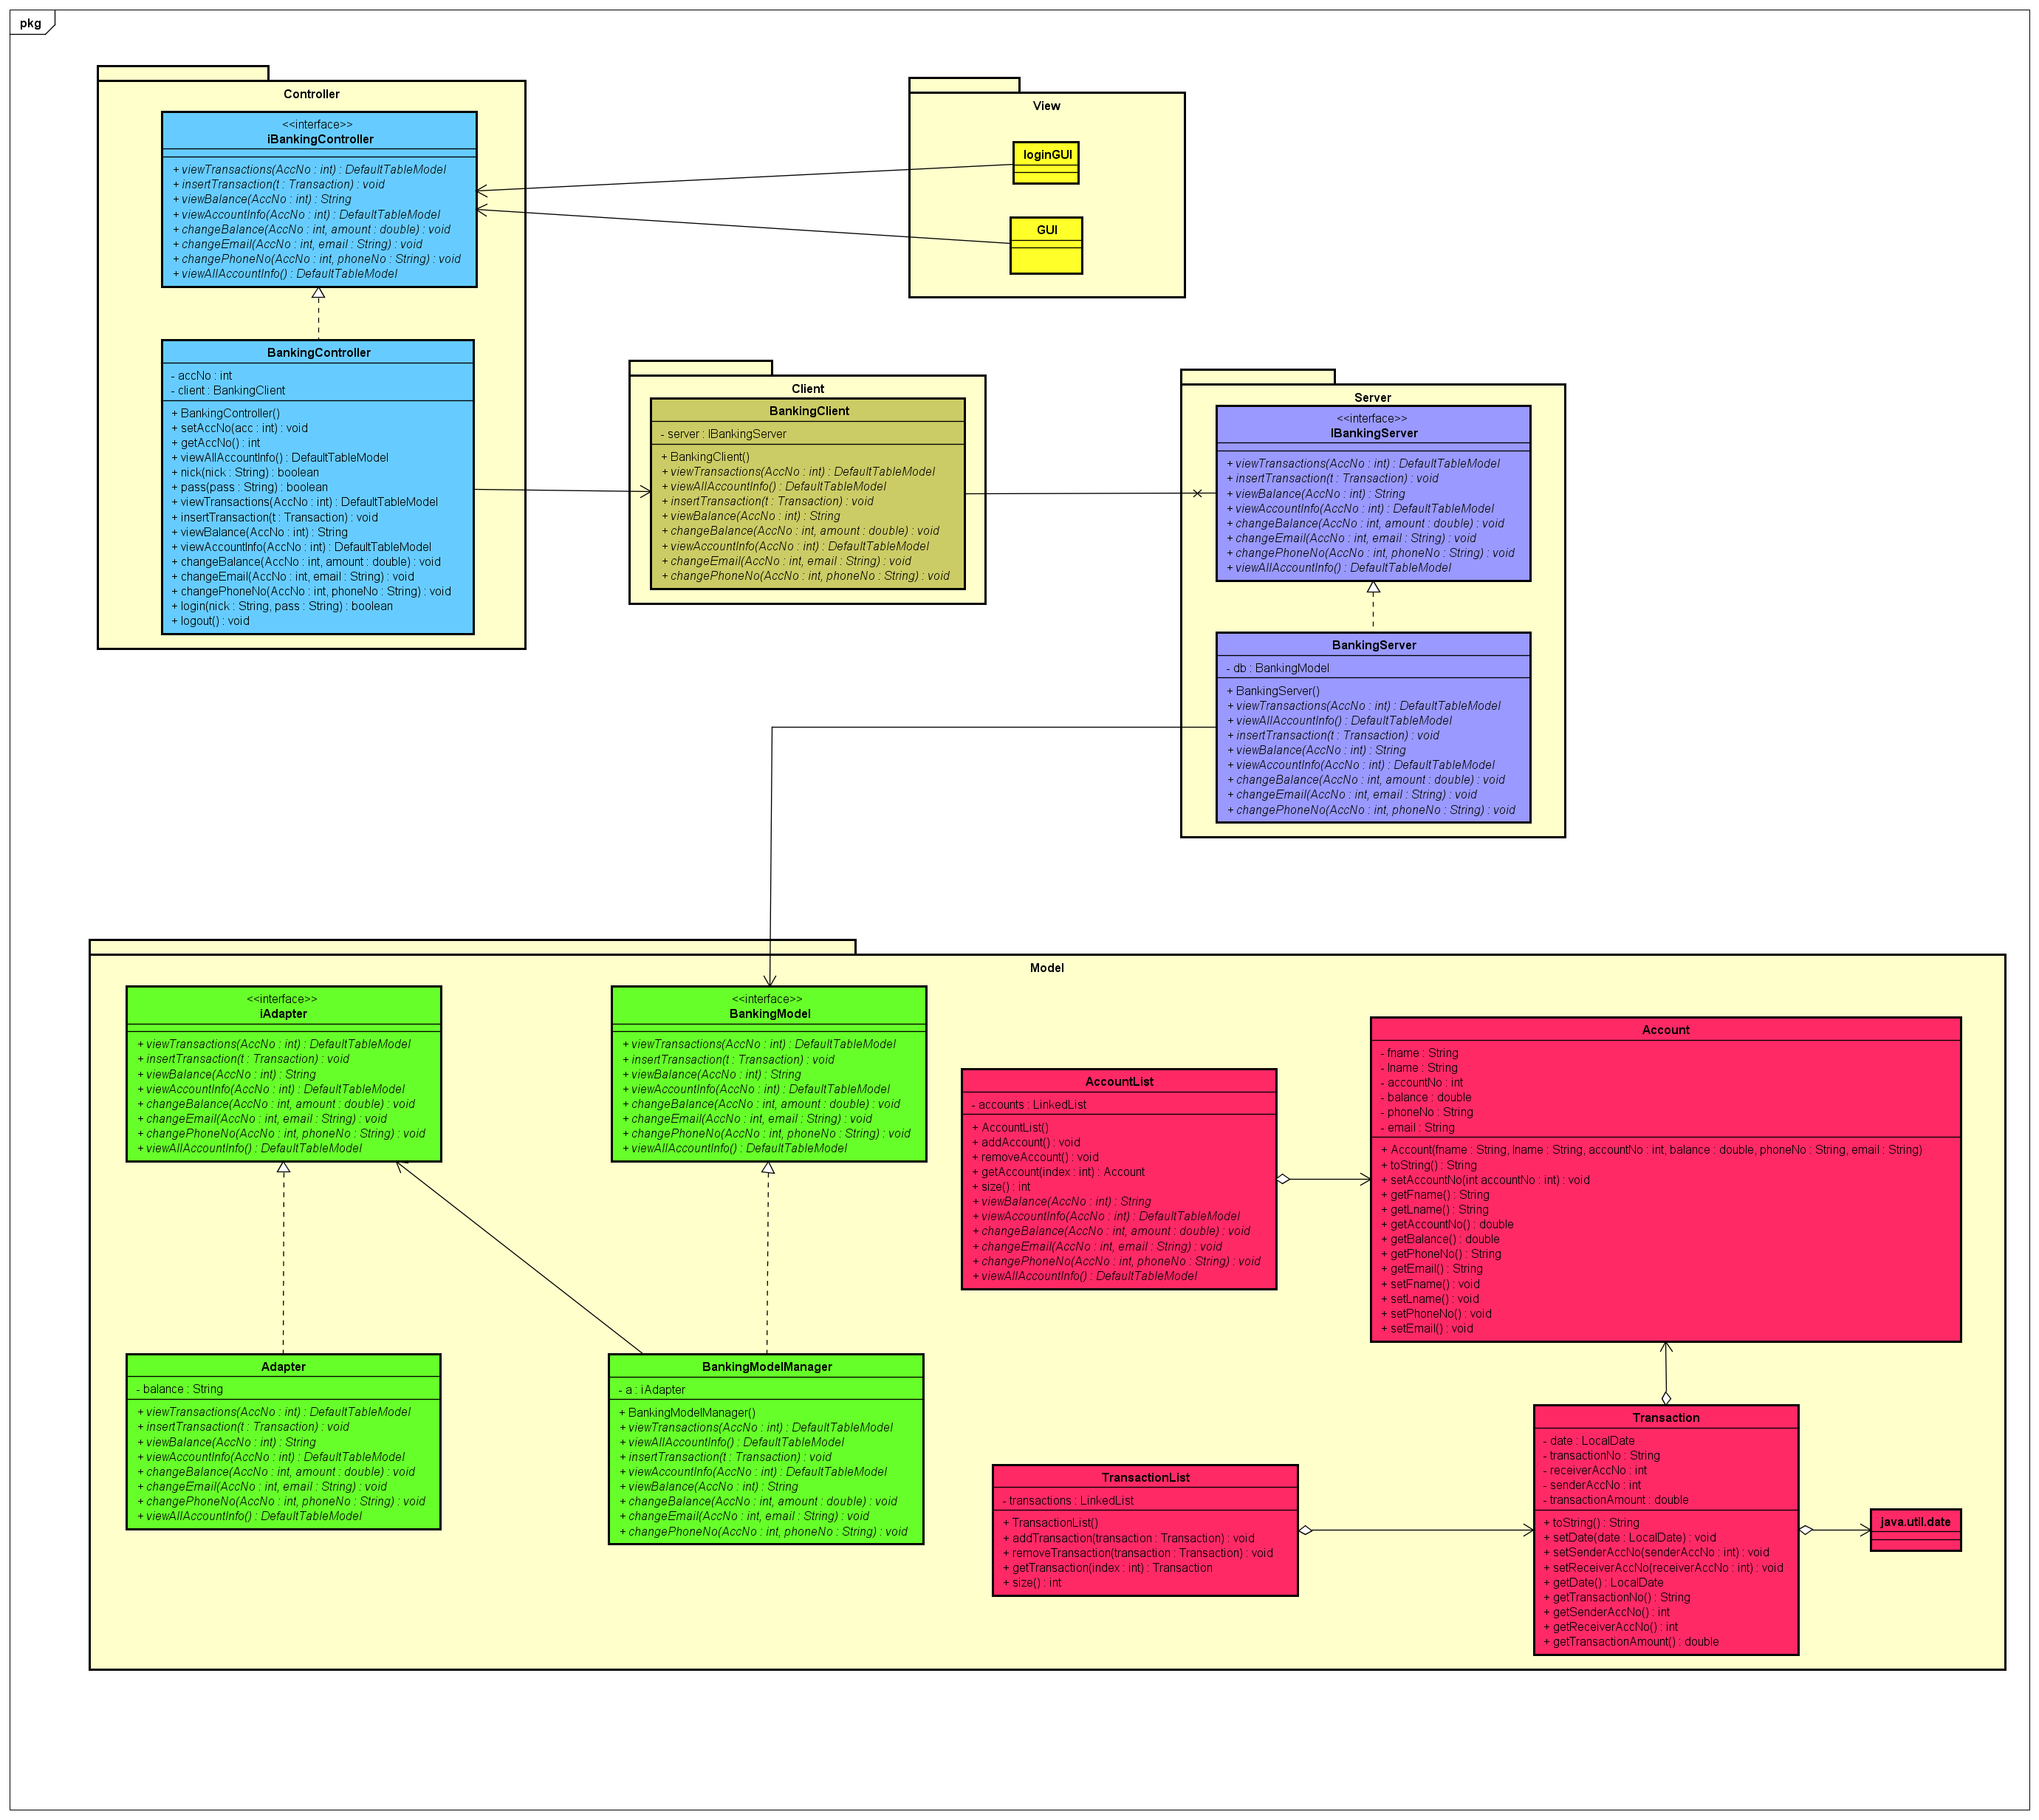 pkg
Controller
<<interface>>
iBankingController
+ viewTransactions(AccNo : int) : DefaultTableModel
+ insertTransaction(t : Transaction) : void
+ viewBalance(AccNo : int) : String
+ viewAccountInfo(AccNo : int) : DefaultTableModel
+ changeBalance(AccNo : int, amount : double) : void
+ changeEmail(AccNo : int, email : String) : void
+ changePhoneNo(AccNo : int, phoneNo : String) : void
+ viewAllAccountInfo() : DefaultTableModel
BankingController
- accNo : int
- client : BankingClient
+ BankingController()
+ setAccNo(acc : int) : void
+ getAccNo() : int
+ viewAllAccountInfo() : DefaultTableModel
+ nick(nick : String) : boolean
+ pass(pass : String) : boolean
+ viewTransactions(AccNo : int) : DefaultTableModel
+ insertTransaction(t : Transaction) : void
+ viewBalance(AccNo : int) : String
+ viewAccountInfo(AccNo : int) : DefaultTableModel
+ changeBalance(AccNo : int, amount : double) : void
+ changeEmail(AccNo : int, email : String) : void
+ changePhoneNo(AccNo : int, phoneNo : String) : void
+ login(nick : String, pass : String) : boolean
+ logout() : void
View
loginGUI
GUI
Client
BankingClient
- server : IBankingServer
+ BankingClient()
+ viewTransactions(AccNo : int) : DefaultTableModel
+ viewAllAccountInfo() : DefaultTableModel
+ insertTransaction(t : Transaction) : void
+ viewBalance(AccNo : int) : String
+ changeBalance(AccNo : int, amount : double) : void
+ viewAccountInfo(AccNo : int) : DefaultTableModel
+ changeEmail(AccNo : int, email : String) : void
+ changePhoneNo(AccNo : int, phoneNo : String) : void
Server
<<interface>>
IBankingServer
+ viewTransactions(AccNo : int) : DefaultTableModel
+ insertTransaction(t : Transaction) : void
+ viewBalance(AccNo : int) : String
+ viewAccountInfo(AccNo : int) : DefaultTableModel
+ changeBalance(AccNo : int, amount : double) : void
+ changeEmail(AccNo : int, email : String) : void
+ changePhoneNo(AccNo : int, phoneNo : String) : void
+ viewAllAccountInfo() : DefaultTableModel
BankingServer
- db : BankingModel
+ BankingServer()
+ viewTransactions(AccNo : int) : DefaultTableModel
+ viewAllAccountInfo() : DefaultTableModel
+ insertTransaction(t : Transaction) : void
+ viewBalance(AccNo : int) : String
+ viewAccountInfo(AccNo : int) : DefaultTableModel
+ changeBalance(AccNo : int, amount : double) : void
+ changeEmail(AccNo : int, email : String) : void
+ changePhoneNo(AccNo : int, phoneNo : String) : void
Model
<<interface>>
iAdapter
+ viewTransactions(AccNo : int) : DefaultTableModel
+ insertTransaction(t : Transaction) : void
+ viewBalance(AccNo : int) : String
+ viewAccountInfo(AccNo : int) : DefaultTableModel
+ changeBalance(AccNo : int, amount : double) : void
+ changeEmail(AccNo : int, email : String) : void
+ changePhoneNo(AccNo : int, phoneNo : String) : void
+ viewAllAccountInfo() : DefaultTableModel
<<interface>>
BankingModel
+ viewTransactions(AccNo : int) : DefaultTableModel
+ insertTransaction(t : Transaction) : void
+ viewBalance(AccNo : int) : String
+ viewAccountInfo(AccNo : int) : DefaultTableModel
+ changeBalance(AccNo : int, amount : double) : void
+ changeEmail(AccNo : int, email : String) : void
+ changePhoneNo(AccNo : int, phoneNo : String) : void
+ viewAllAccountInfo() : DefaultTableModel
AccountList
- accounts : LinkedList
+ AccountList()
+ addAccount() : void
+ removeAccount() : void
+ getAccount(index : int) : Account
+ size() : int
+ viewBalance(AccNo : int) : String
+ viewAccountInfo(AccNo : int) : DefaultTableModel
+ changeBalance(AccNo : int, amount : double) : void
+ changeEmail(AccNo : int, email : String) : void
+ changePhoneNo(AccNo : int, phoneNo : String) : void
+ viewAllAccountInfo() : DefaultTableModel
Account
- fname : String
- lname : String
- accountNo : int
- balance : double
- phoneNo : String
- email : String
+ Account(fname : String, lname : String, accountNo : int, balance : double, phoneNo : String, email : String)
+ toString() : String
+ setAccountNo(int accountNo : int) : void
+ getFname() : String
+ getLname() : String
+ getAccountNo() : double
+ getBalance() : double
+ getPhoneNo() : String
+ getEmail() : String
+ setFname() : void
+ setLname() : void
+ setPhoneNo() : void
+ setEmail() : void
Adapter
- balance : String
+ viewTransactions(AccNo : int) : DefaultTableModel
+ insertTransaction(t : Transaction) : void
+ viewBalance(AccNo : int) : String
+ viewAccountInfo(AccNo : int) : DefaultTableModel
+ changeBalance(AccNo : int, amount : double) : void
+ changeEmail(AccNo : int, email : String) : void
+ changePhoneNo(AccNo : int, phoneNo : String) : void
+ viewAllAccountInfo() : DefaultTableModel
BankingModelManager
- a : iAdapter
+ BankingModelManager()
+ viewTransactions(AccNo : int) : DefaultTableModel
+ viewAllAccountInfo() : DefaultTableModel
+ insertTransaction(t : Transaction) : void
+ viewAccountInfo(AccNo : int) : DefaultTableModel
+ viewBalance(AccNo : int) : String
+ changeBalance(AccNo : int, amount : double) : void
+ changeEmail(AccNo : int, email : String) : void
+ changePhoneNo(AccNo : int, phoneNo : String) : void
TransactionList
- transactions : LinkedList
+ TransactionList()
+ addTransaction(transaction : Transaction) : void
+ removeTransaction(transaction : Transaction) : void
+ getTransaction(index : int) : Transaction
+ size() : int
Transaction
- date : LocalDate
- transactionNo : String
- receiverAccNo : int
- senderAccNo : int
- transactionAmount : double
+ toString() : String
+ setDate(date : LocalDate) : void
+ setSenderAccNo(senderAccNo : int) : void
+ setReceiverAccNo(receiverAccNo : int) : void
+ getDate() : LocalDate
+ getTransactionNo() : String
+ getSenderAccNo() : int
+ getReceiverAccNo() : int
+ getTransactionAmount() : double
java.util.date